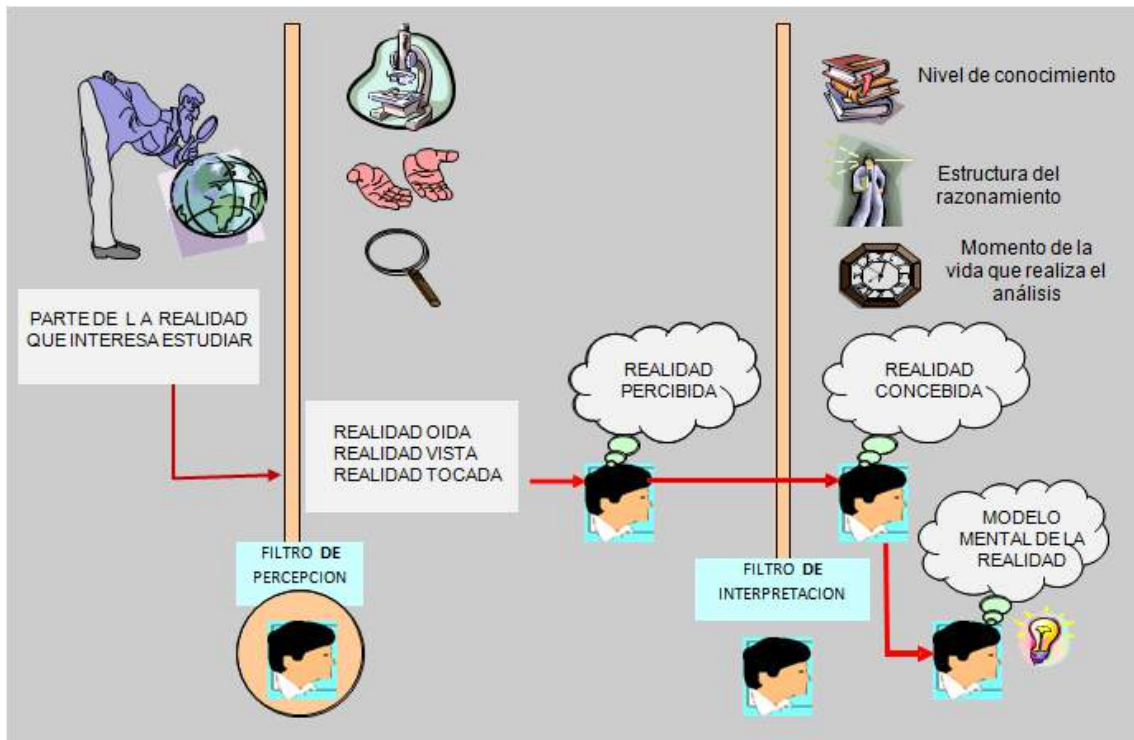 Nivel de conocimiento
Estructura del
razonamiento
Momento de la
vida que realiza el
análisis
PARTE DE L A REALIDAD
QUE INTERESA ESTUDIAR
REALIDAD OIDA
REALIDAD VISTA
REALIDAD TOCADA
REALIDAD
PERCIBIDA
REALIDAD
CONCEBIDA
MODELO
MENTAL DE LA
REALIDAD
FILTRO DE
PERCEPCION
FILTRO DE
INTERPRETACION